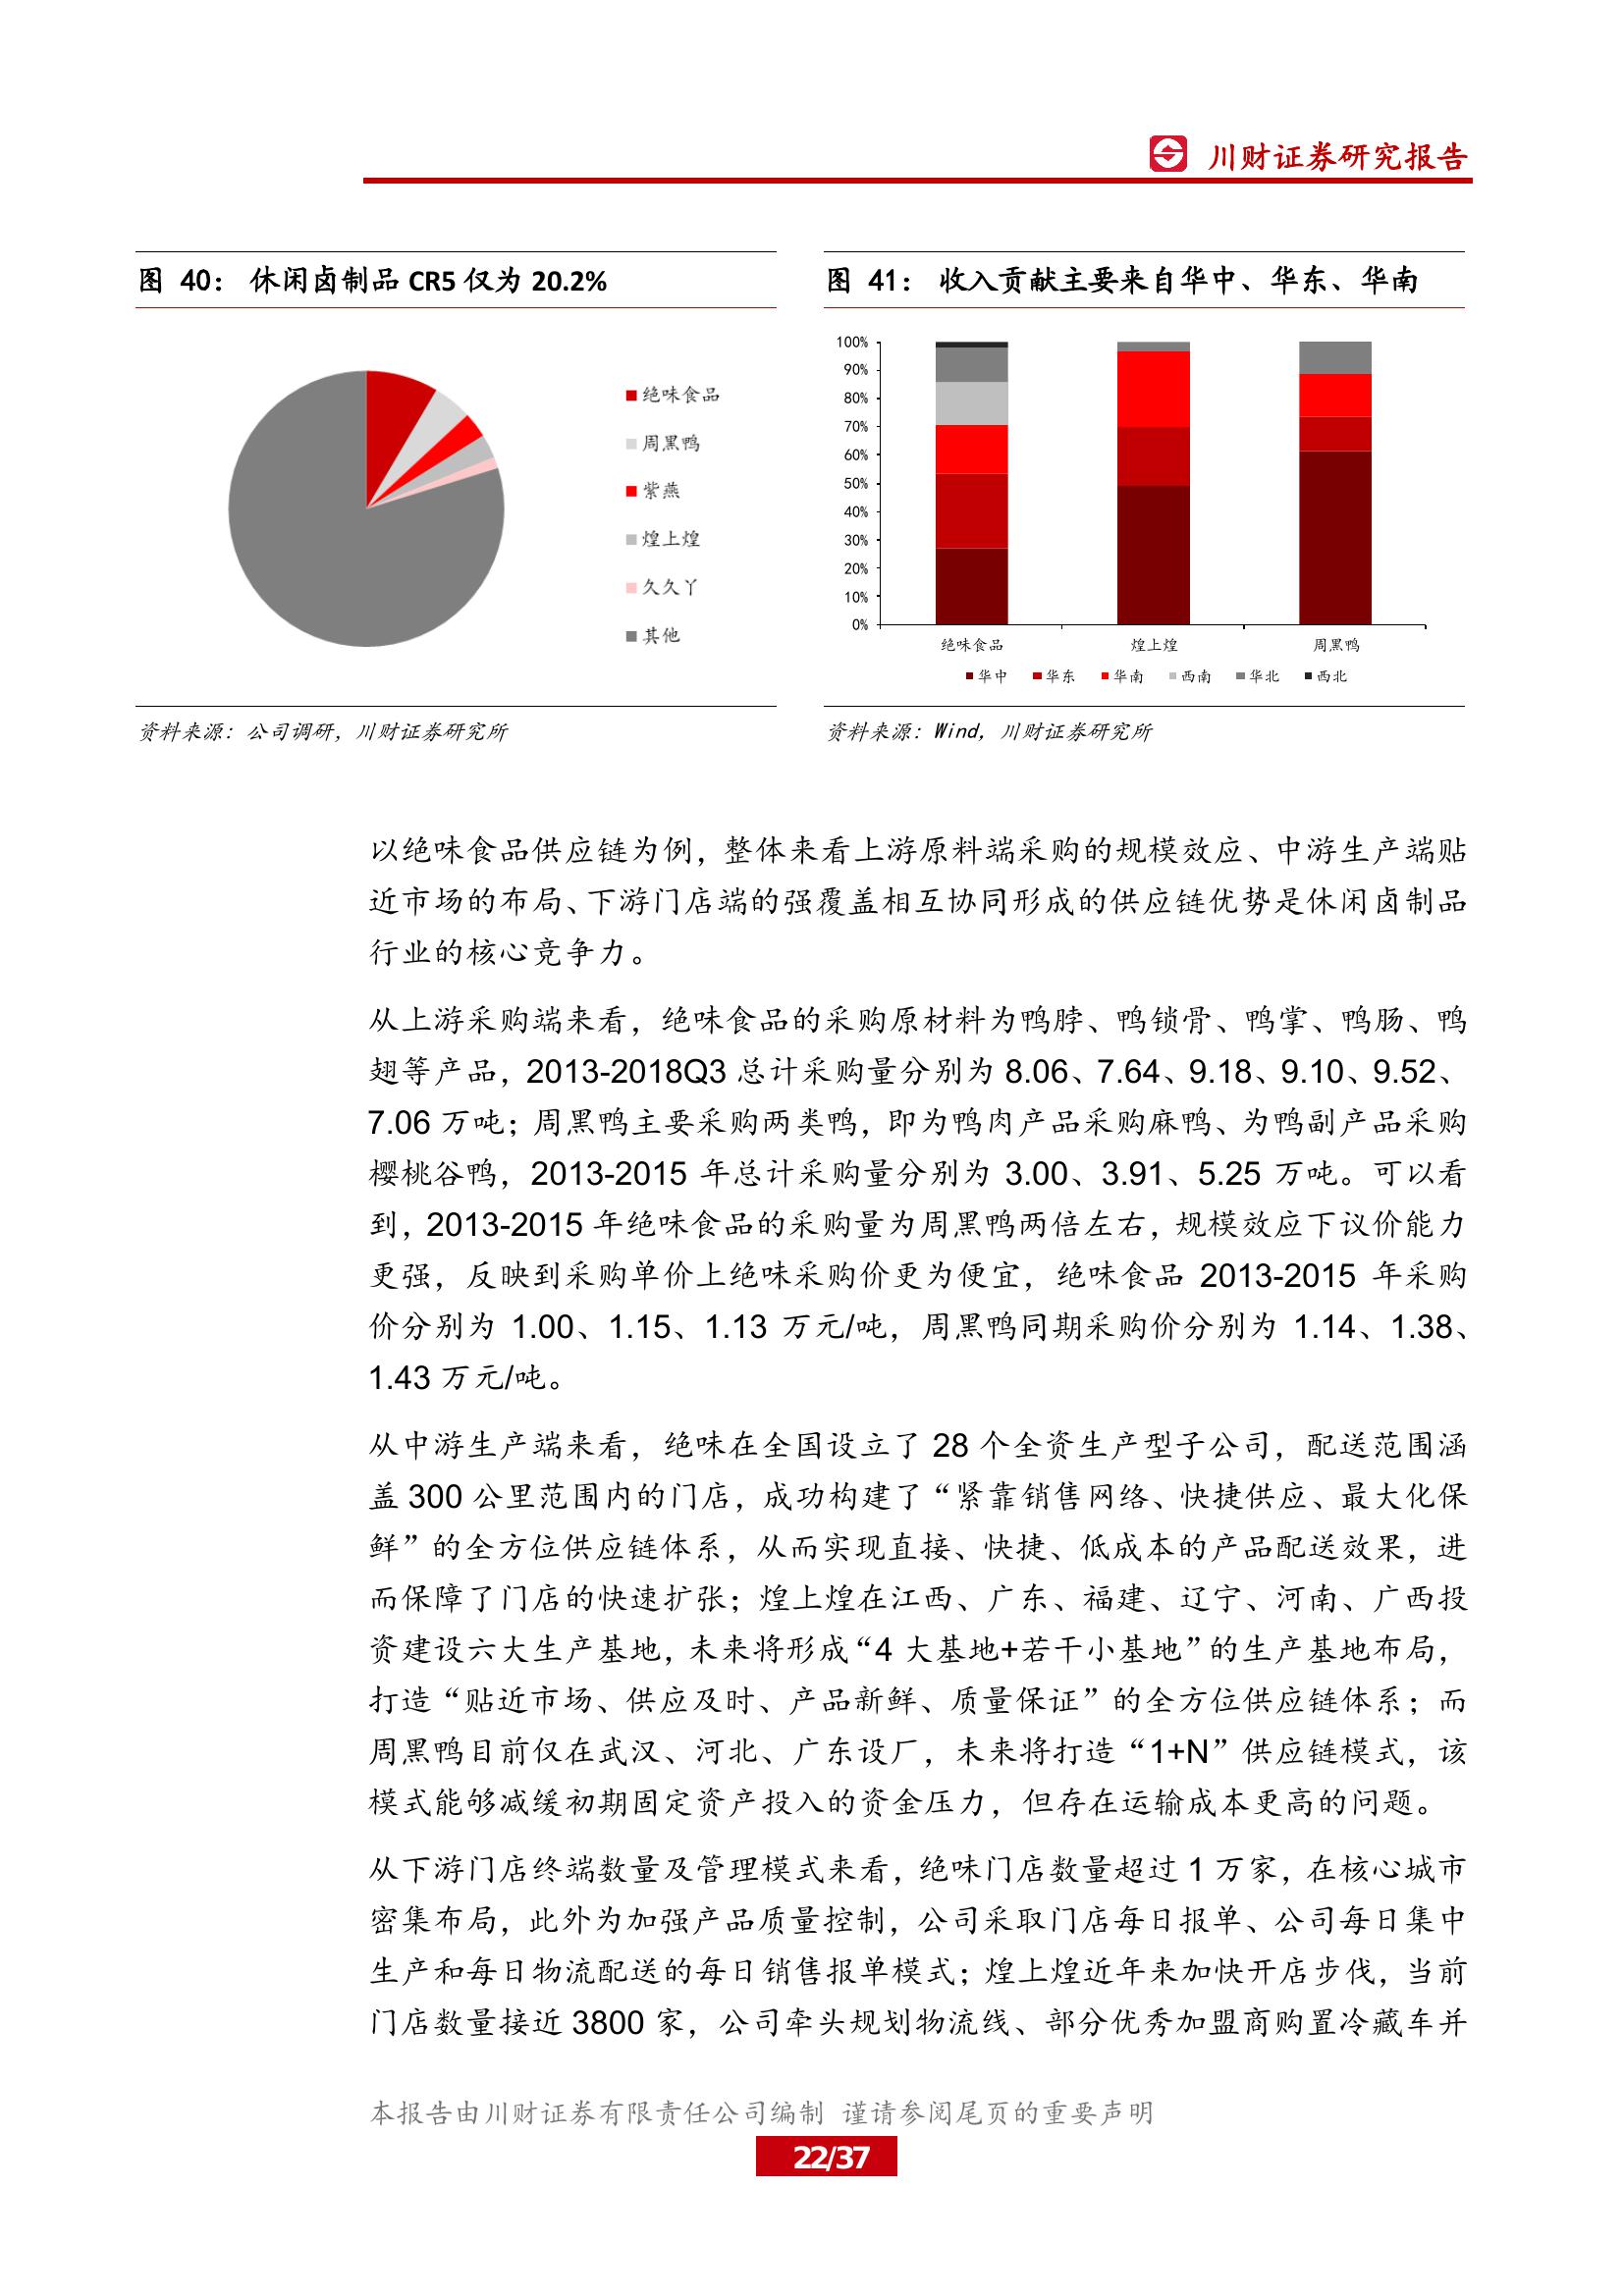 川财证券研究报告
图 40： 休闲卤制品 CR5 仅为 20.2%
绝味食品
周黑鸭
紫燕
煌上煌
久久丫
其他
资料来源：公司调研，川财证券研究所
图 41： 收入贡献主要来自华中、华东、华南
100%
90%
80%
70%
60%
50%
40%
30%
20%
10%
0%
绝味食品 煌上煌 周黑鸭
华中 华东 华南 西南 华北 西北
资料来源：Wind，川财证券研究所
以绝味食品供应链为例，整体来看上游原料端采购的规模效应、中游生产端贴
近市场的布局、下游门店端的强覆盖相互协同形成的供应链优势是休闲卤制品
行业的核心竞争力。
从上游采购端来看，绝味食品的采购原材料为鸭脖、鸭锁骨、鸭掌、鸭肠、鸭
翅等产品，2013-2018Q3 总计采购量分别为 8.06、7.64、9.18、9.10、9.52、
7.06 万吨；周黑鸭主要采购两类鸭，即为鸭肉产品采购麻鸭、为鸭副产品采购
樱桃谷鸭，2013-2015 年总计采购量分别为 3.00、3.91、5.25 万吨。可以看
到，2013-2015 年绝味食品的采购量为周黑鸭两倍左右，规模效应下议价能力
更强，反映到采购单价上绝味采购价更为便宜，绝味食品 2013-2015 年采购
价分别为 1.00、1.15、1.13 万元/吨，周黑鸭同期采购价分别为 1.14、1.38、
1.43 万元/吨。
从中游生产端来看，绝味在全国设立了 28 个全资生产型子公司，配送范围涵
盖 300 公里范围内的门店，成功构建了“紧靠销售网络、快捷供应、最大化保
鲜”的全方位供应链体系，从而实现直接、快捷、低成本的产品配送效果，进
而保障了门店的快速扩张；煌上煌在江西、广东、福建、辽宁、河南、广西投
资建设六大生产基地，未来将形成“4 大基地+若干小基地”的生产基地布局，
打造“贴近市场、供应及时、产品新鲜、质量保证”的全方位供应链体系；而
周黑鸭目前仅在武汉、河北、广东设厂，未来将打造“1+N”供应链模式，该
模式能够减缓初期固定资产投入的资金压力，但存在运输成本更高的问题。
从下游门店终端数量及管理模式来看，绝味门店数量超过 1 万家，在核心城市
密集布局，此外为加强产品质量控制，公司采取门店每日报单、公司每日集中
生产和每日物流配送的每日销售报单模式；煌上煌近年来加快开店步伐，当前
门店数量接近 3800 家，公司牵头规划物流线、部分优秀加盟商购置冷藏车并
本报告由川财证券有限责任公司编制 谨请参阅尾页的重要声明
22/37